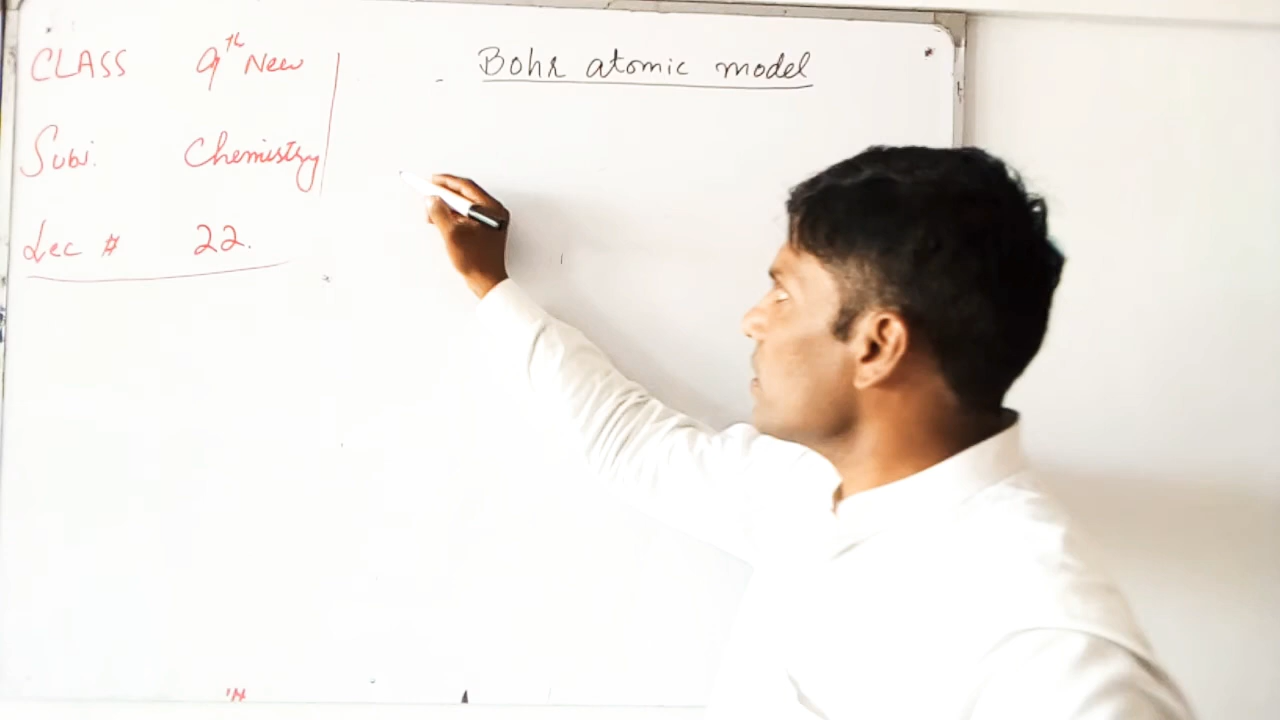 CLASS 9th New
Subj. Chemistry
Lec # 22.
Bohr atomic model